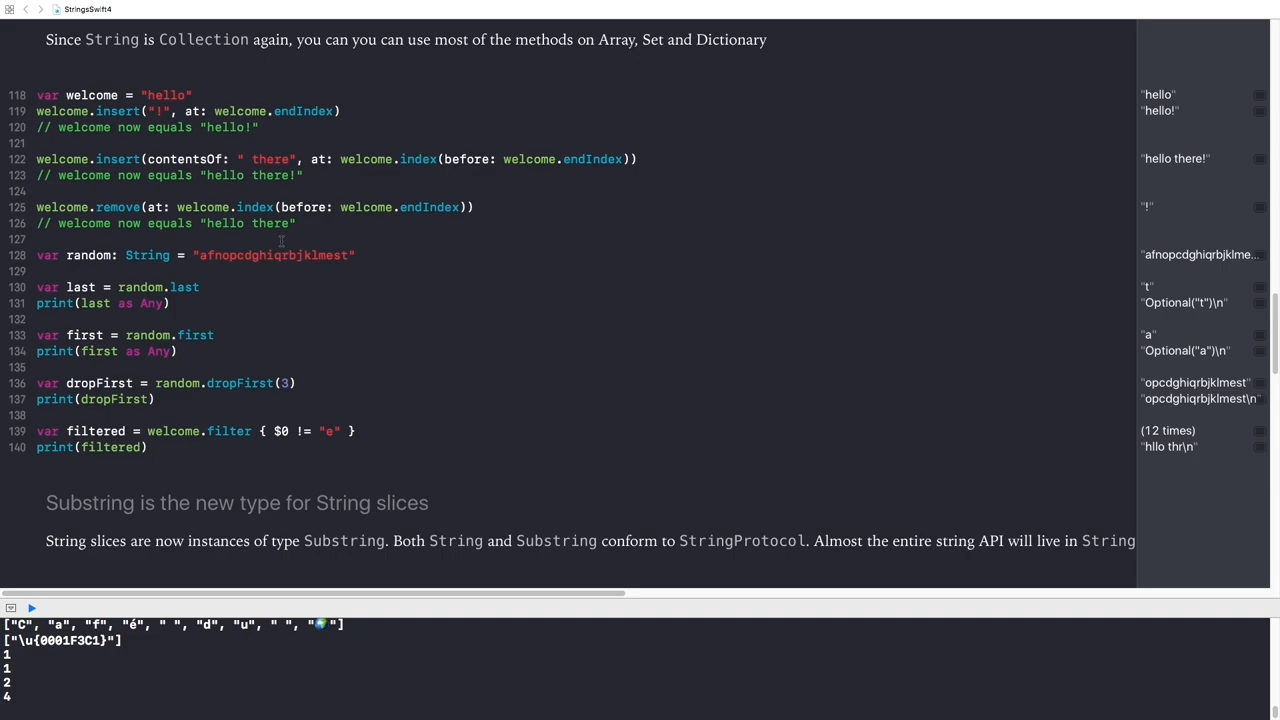 StringsSwift4
Since String is Collection again, you can you can use most of the methods on Array, Set and Dictionary
118 var welcome = "hello" "hello"
119 welcome.insert("!", at: welcome.endIndex) "hello!"
120 // welcome now equals "hello!"
121
122 welcome.insert(contentsOf: " there", at: welcome.index(before: welcome.endIndex)) "hello there!"
123 // welcome now equals "hello there!"
124
125 welcome.remove(at: welcome.index(before: welcome.endIndex)) "!"
126 // welcome now equals "hello there"
127
128 var random: String = "afnopcdghiqrbjklmest" "afnopcdghiqrbjklme...
129
130 var last = random.last "t"
131 print(last as Any) "Optional("t")\n"
132
133 var first = random.first "a"
134 print(first as Any) "Optional("a")\n"
135
136 var dropFirst = random.dropFirst(3) "opcdghiqrbjklmest"
137 print(dropFirst) "opcdghiqrbjklmest\n"
138
139 var filtered = welcome.filter { $0 != "e" } (12 times)
140 print(filtered) "hllo thr\n"
Substring is the new type for String slices
String slices are now instances of type Substring. Both String and Substring conform to StringProtocol. Almost the entire string API will live in String
["C", "a", "f", "é", " ", "d", "u", " ", "🌍"]
["\u{0001F3C1}"]
1
1
2
4